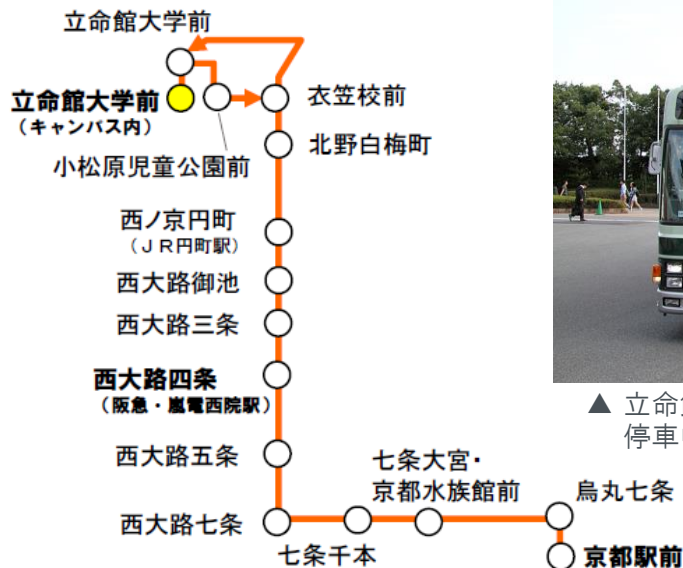 立命館大学前
立命館大学前
(キャンパス内)
小松原児童公園前
衣笠校前
北野白梅町
西ノ京円町
(JR円町駅)
西大路御池
西大路三条
西大路四条
(阪急・嵐電西院駅)
西大路五条
西大路七条
七条千本
七条大宮・
京都水族館前
烏丸七条
京都駅前
▲ 立命
停車